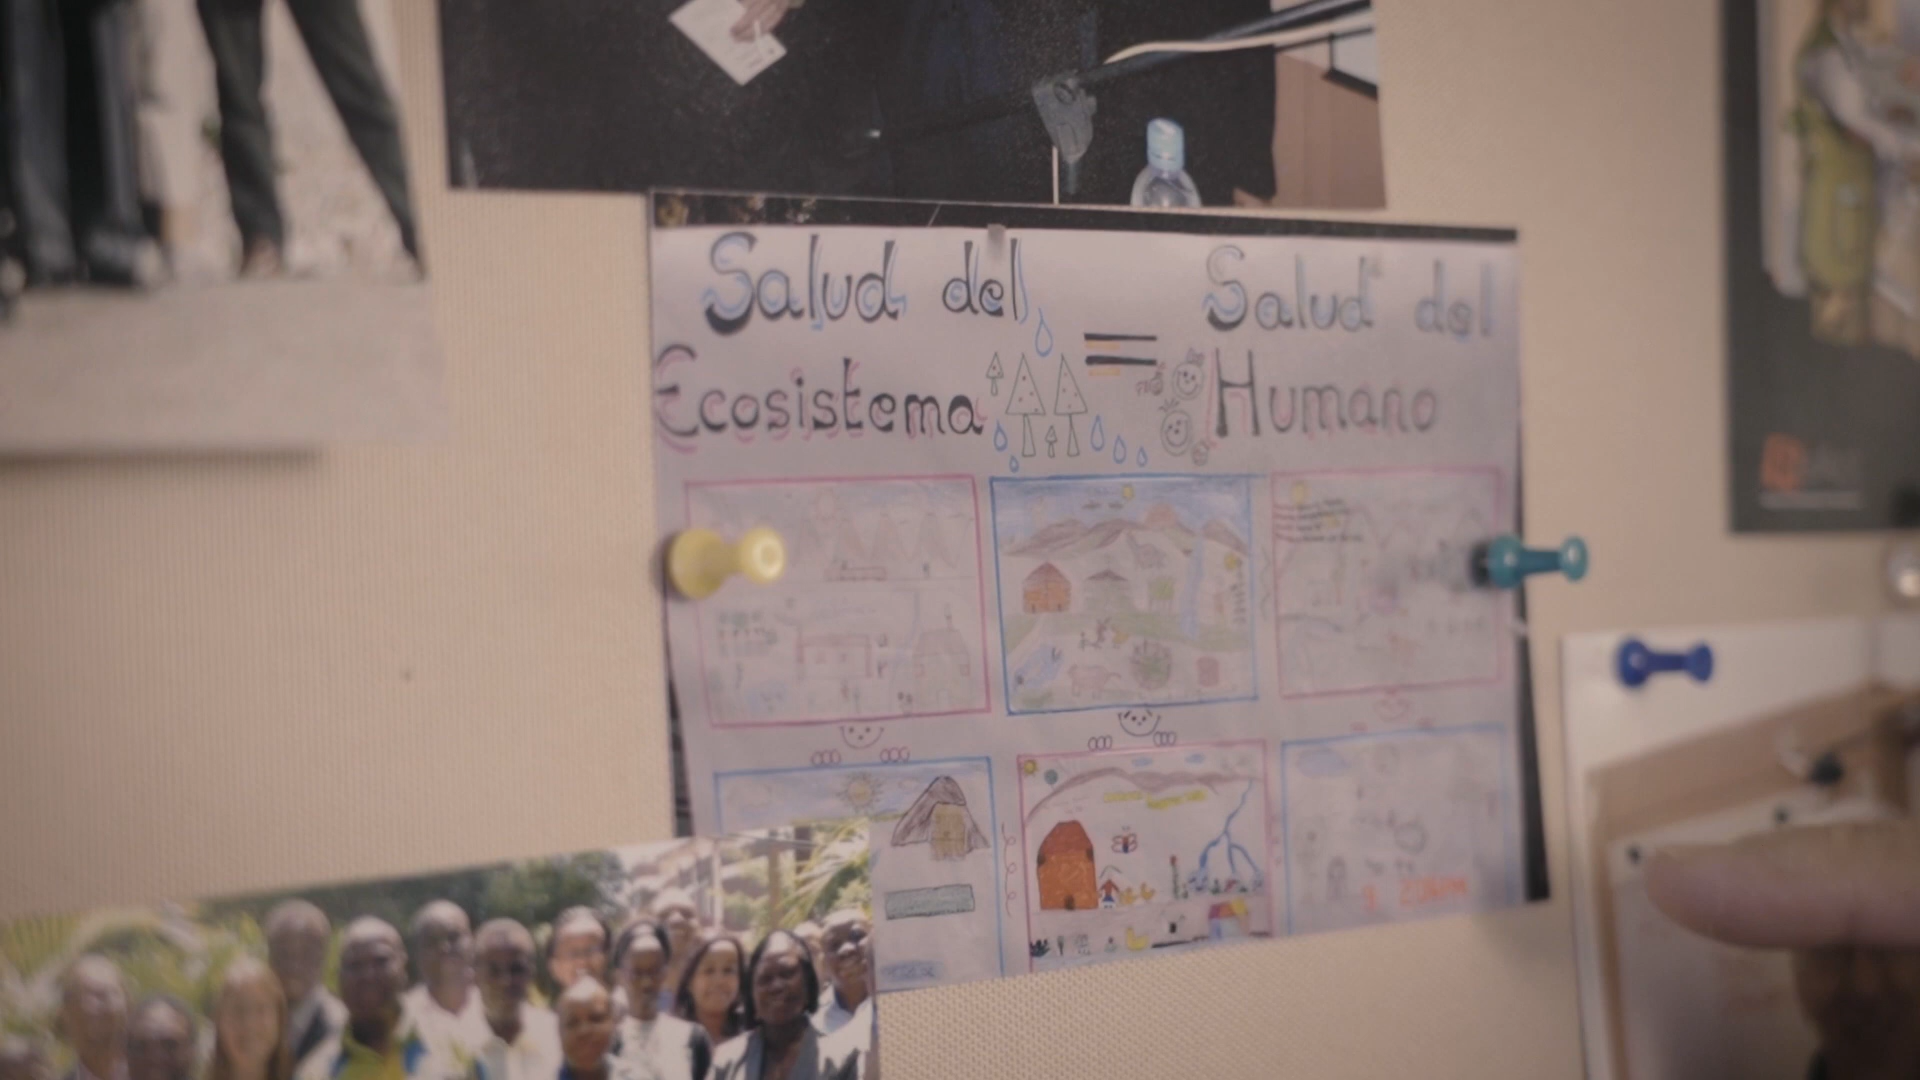 Salud del = Salud del
Ecosistema Humano